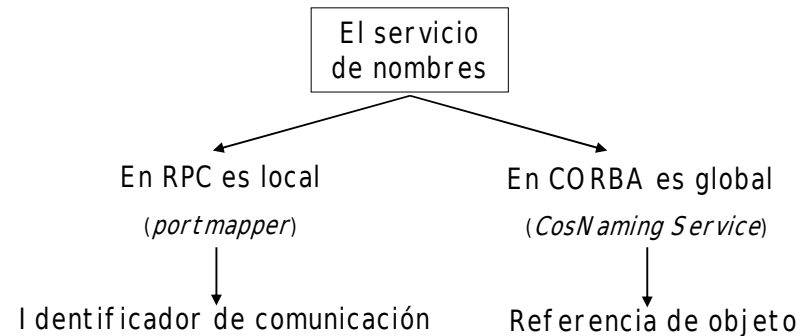 El servicio
de nombres
En RPC es local
En CORBA es global
(portmapper)
(CosNaming Service)
Identificador de comunicación
Referencia de objeto